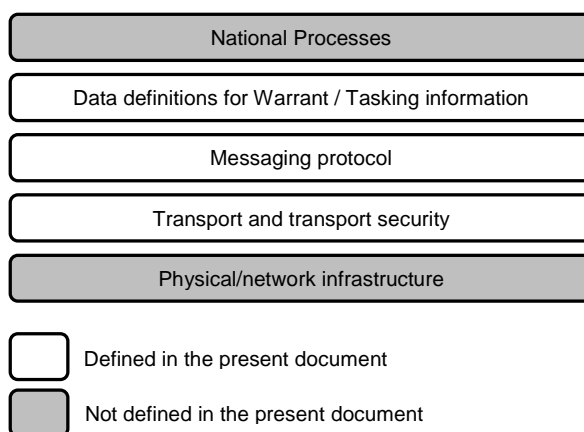 National Processes
Data definitions for Warrant / Tasking information
Messaging protocol
Transport and transport security
Physical/network infrastructure
Defined in the present document
Not defined in the present document